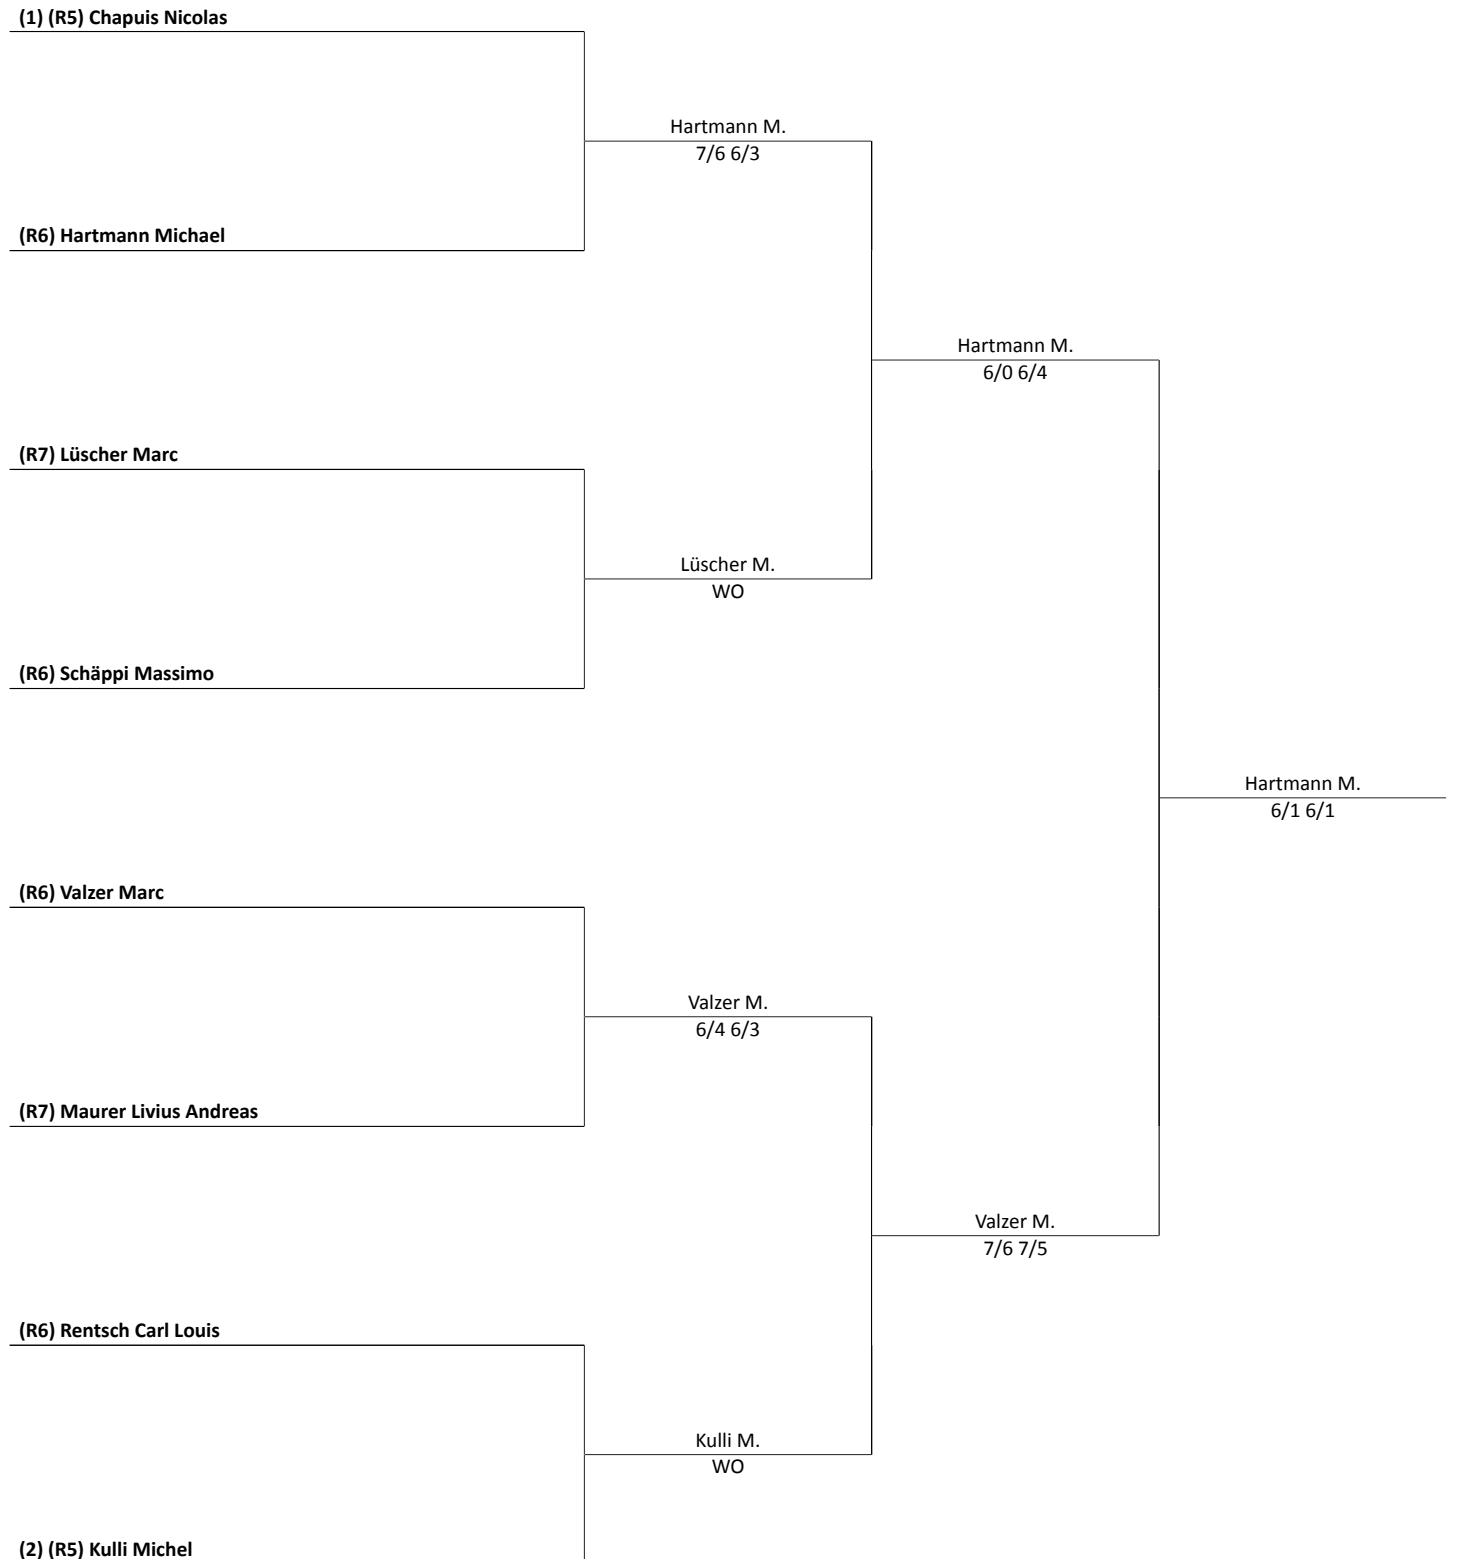 (1) (R5) Chapuis Nicolas
Hartmann M.
7/6 6/3
(R6) Hartmann Michael
Hartmann M.
6/0 6/4
(R7) Lüscher Marc
Lüscher M.
WO
(R6) Schäppi Massimo
Hartmann M.
6/1 6/1
(R6) Valzer Marc
Valzer M.
6/4 6/3
(R7) Maurer Livius Andreas
Valzer M.
7/6 7/5
(R6) Rentsch Carl Louis
Kulli M.
WO
(2) (R5) Kulli Michel